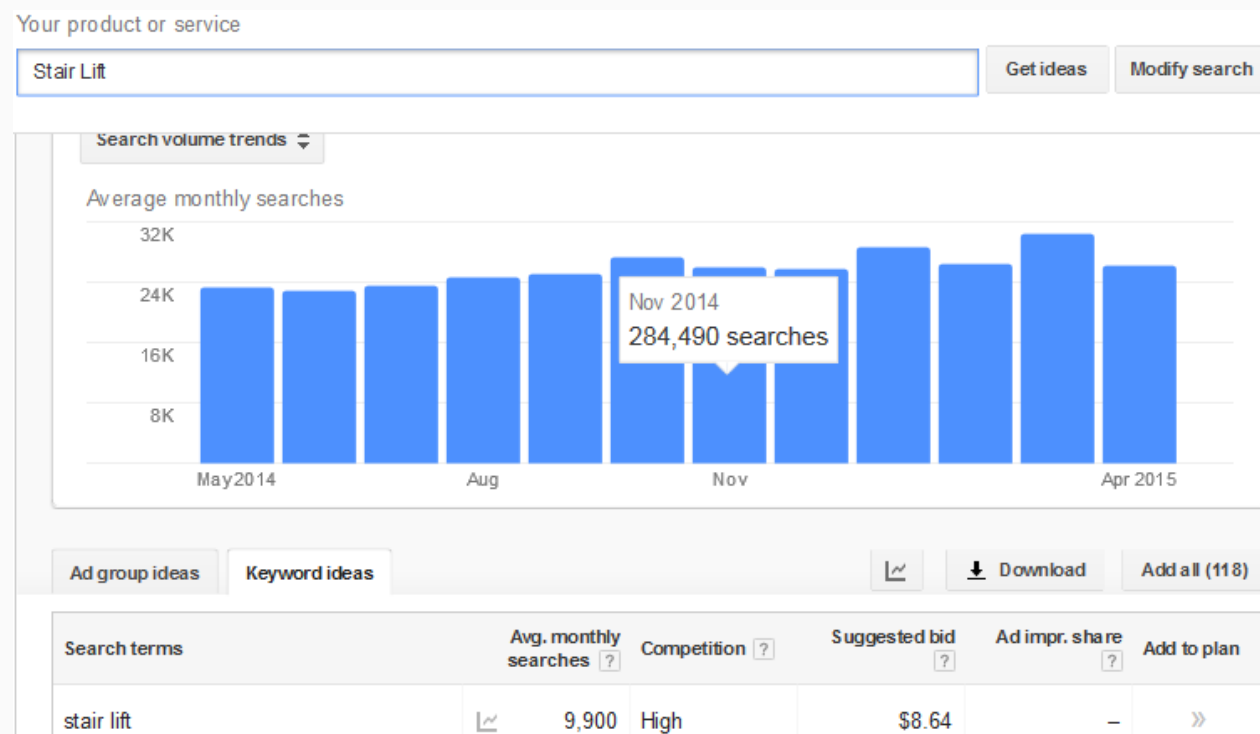 Your product or service
Stair Lift
Get ideas
Modify search
Search volume trends
Average monthly searches
32K
24K
16K
8K
Nov 2014
284,490 searches
May 2014
Aug
Nov
Apr 2015
Ad group ideas
Keyword ideas
Download
Add all (118)
Search terms
Avg. monthly
searches ?
Competition ?
Suggested bid
?
Ad impr. share
?
Add to plan
stair lift
9,900
High
$8.64
–
»